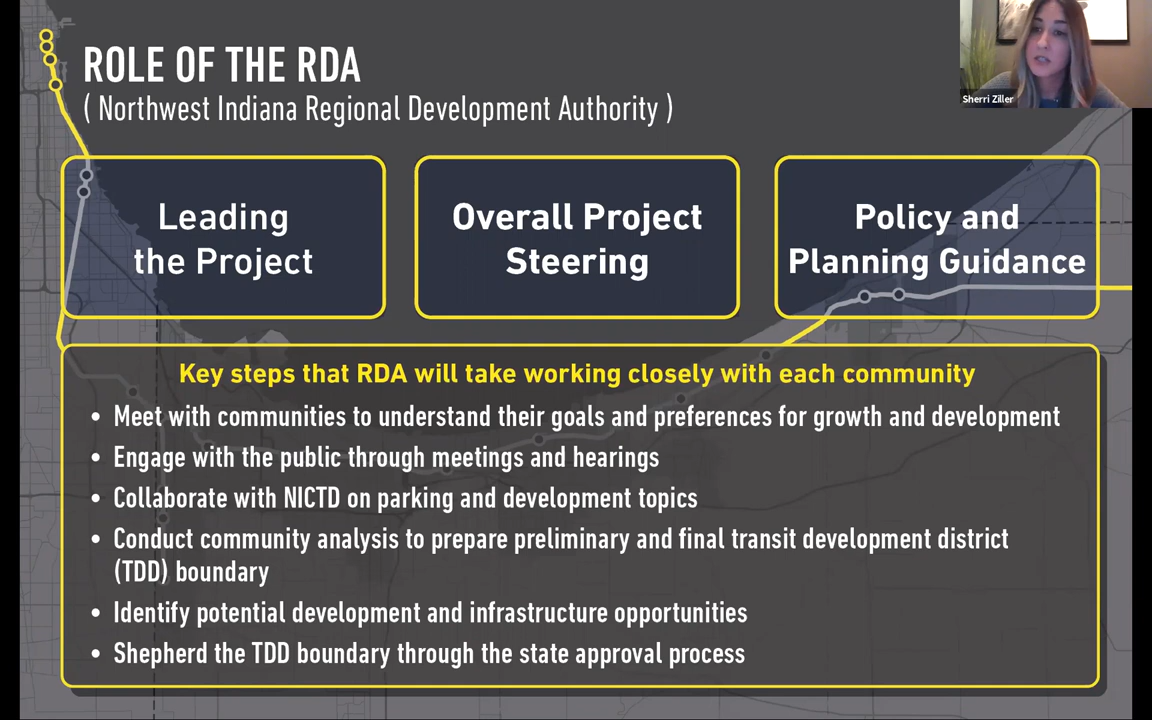 ROLE OF THE RDA
( Northwest Indiana Regional Development Authority )
Sherri Ziller
Leading
the Project
Overall Project
Steering
Policy and
Planning Guidance
Key steps that RDA will take working closely with each community
• Meet with communities to understand their goals and preferences for growth and development
• Engage with the public through meetings and hearings
• Collaborate with NICTD on parking and development topics
• Conduct community analysis to prepare preliminary and final transit development district
(TDD) boundary
• Identify potential development and infrastructure opportunities
• Shepherd the TDD boundary through the state approval process